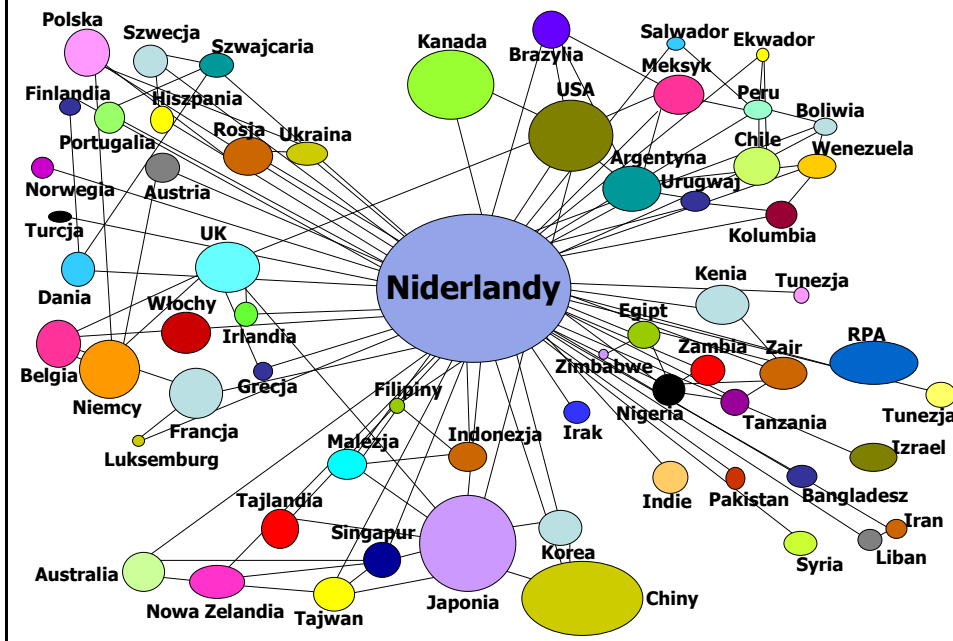 Polska
Szwecja
Szwajcaria
Kanada
Brazylia
Salwador
Ekwador
Meksyk
USA
Finlandia
Hiszpania
Peru
Boliwia
Portugalia
Rosja
Ukraina
Chile
Argentyna
Wenezuela
Norwegia
Austria
Urugwaj
Turcja
UK
Kolumbia
Niderlandy
Kenia
Tunezja
Dania
Włochy
Irlandia
Egipt
RPA
Zimbabwe
Zambia
Zair
Belgia
Niemcy
Grecja
Filipiny
Nigeria
Tanzania
Tunezja
Francja
Luksemburg
Malezja
Indonezja
Irak
Izrael
Indie
Pakistan
Bangladesz
Tajlandia
Singapur
Korea
Iran
Liban
Syria
Australia
Nowa Zelandia
Tajwan
Japonia
Chiny